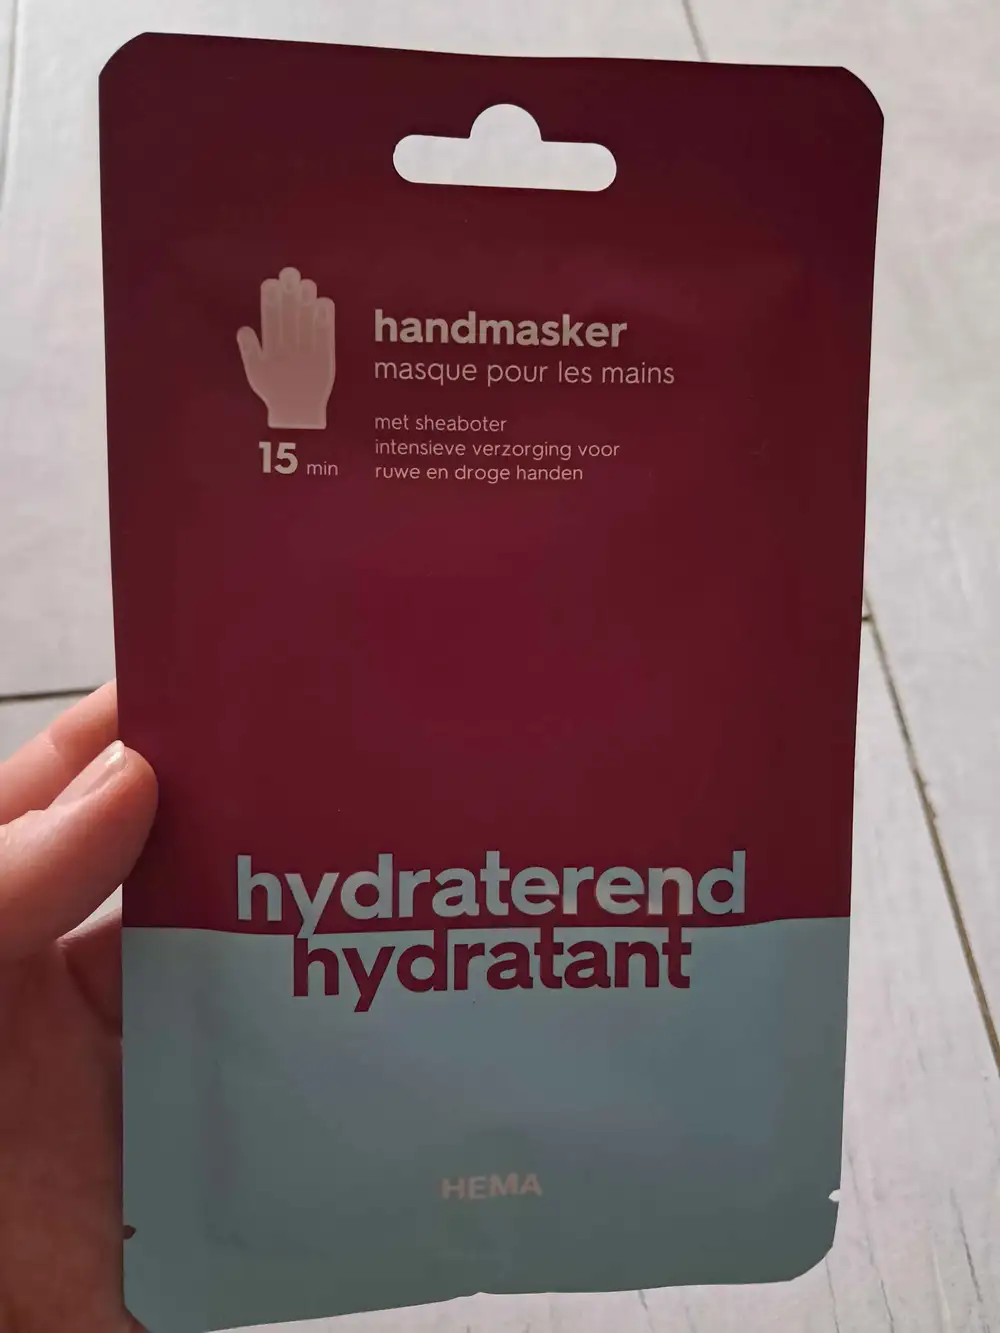 handmasker
masque pour les mains
15 min
met sheaboter
intensieve verzorging voor
ruwe en droge handen
hydraterend
hydratant
HEMA